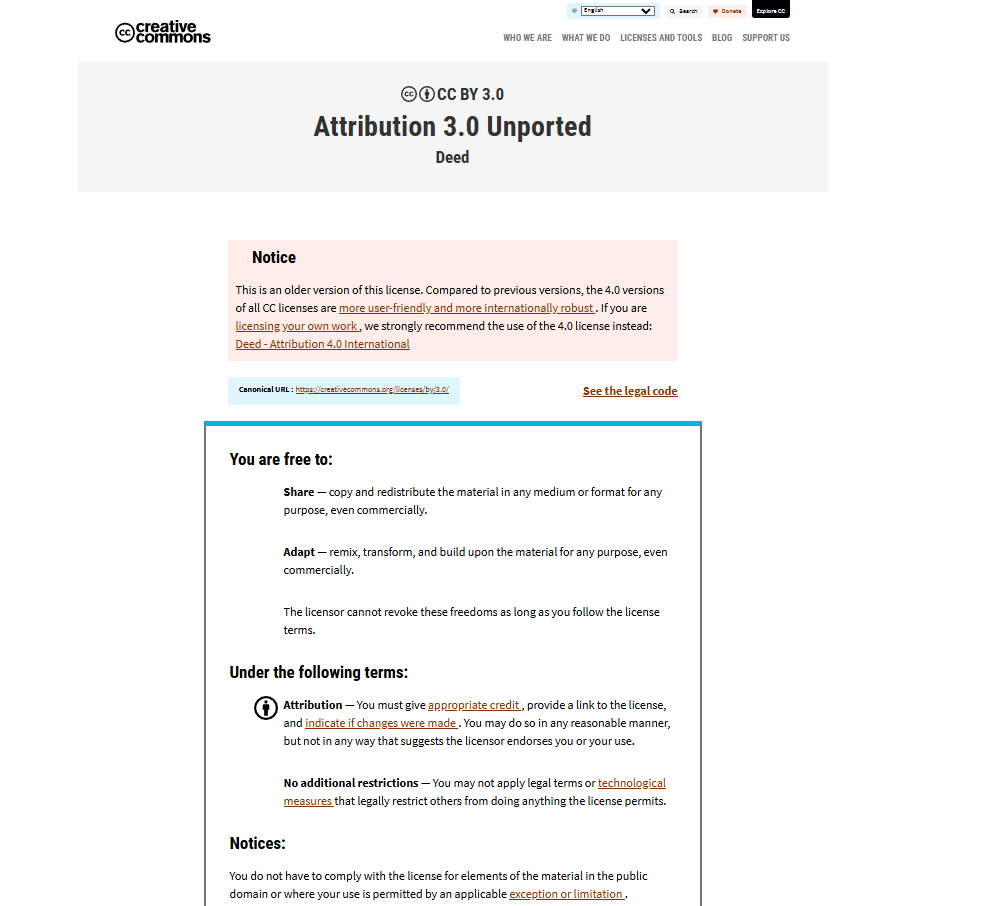 English
Search
Donate
Explore CC
cc creative
commons
WHO WE ARE WHAT WE DO LICENSES AND TOOLS BLOG SUPPORT US
CC BY 3.0
Attribution 3.0 Unported
Deed
Notice
This is an older version of this license. Compared to previous versions, the 4.0 versions
of all CC licenses are more user-friendly and more internationally robust . If you are
licensing your own work , we strongly recommend the use of the 4.0 license instead:
Deed - Attribution 4.0 International
Canonical URL : https://creativecommons.org/licenses/by/3.0/
See the legal code
You are free to:
Share — copy and redistribute the material in any medium or format for any
purpose, even commercially.
Adapt — remix, transform, and build upon the material for any purpose, even
commercially.
The licensor cannot revoke these freedoms as long as you follow the license
terms.
Under the following terms:
Attribution — You must give appropriate credit , provide a link to the license,
and indicate if changes were made . You may do so in any reasonable manner,
but not in any way that suggests the licensor endorses you or your use.
No additional restrictions — You may not apply legal terms or technological
measures that legally restrict others from doing anything the license permits.
Notices:
You do not have to comply with the license for elements of the material in the public
domain or where your use is permitted by an applicable exception or limitation .